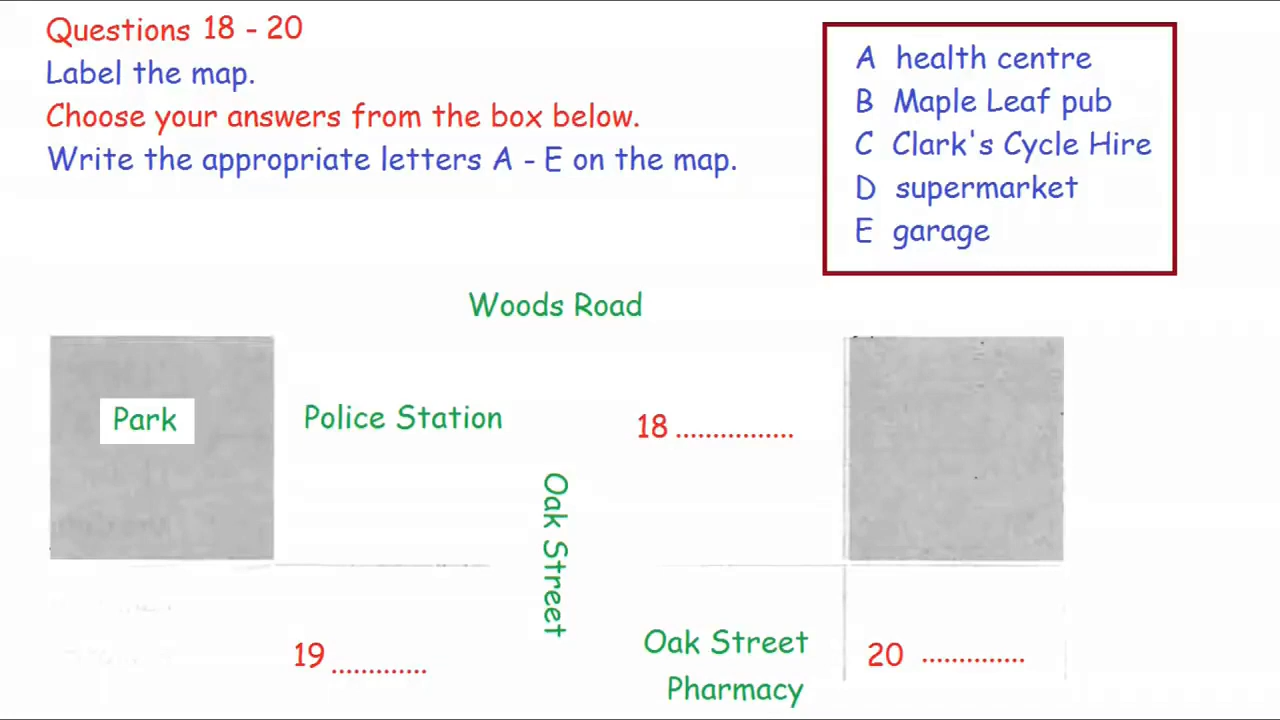 Questions 18 - 20
Label the map.
Choose your answers from the box below.
Write the appropriate letters A - E on the map.
A health centre
B Maple Leaf pub
C Clark's Cycle Hire
D supermarket
E garage
Woods Road
Park
Police Station
18 ................
Oak Street
19 .............
Oak Street
Pharmacy
20 ..............